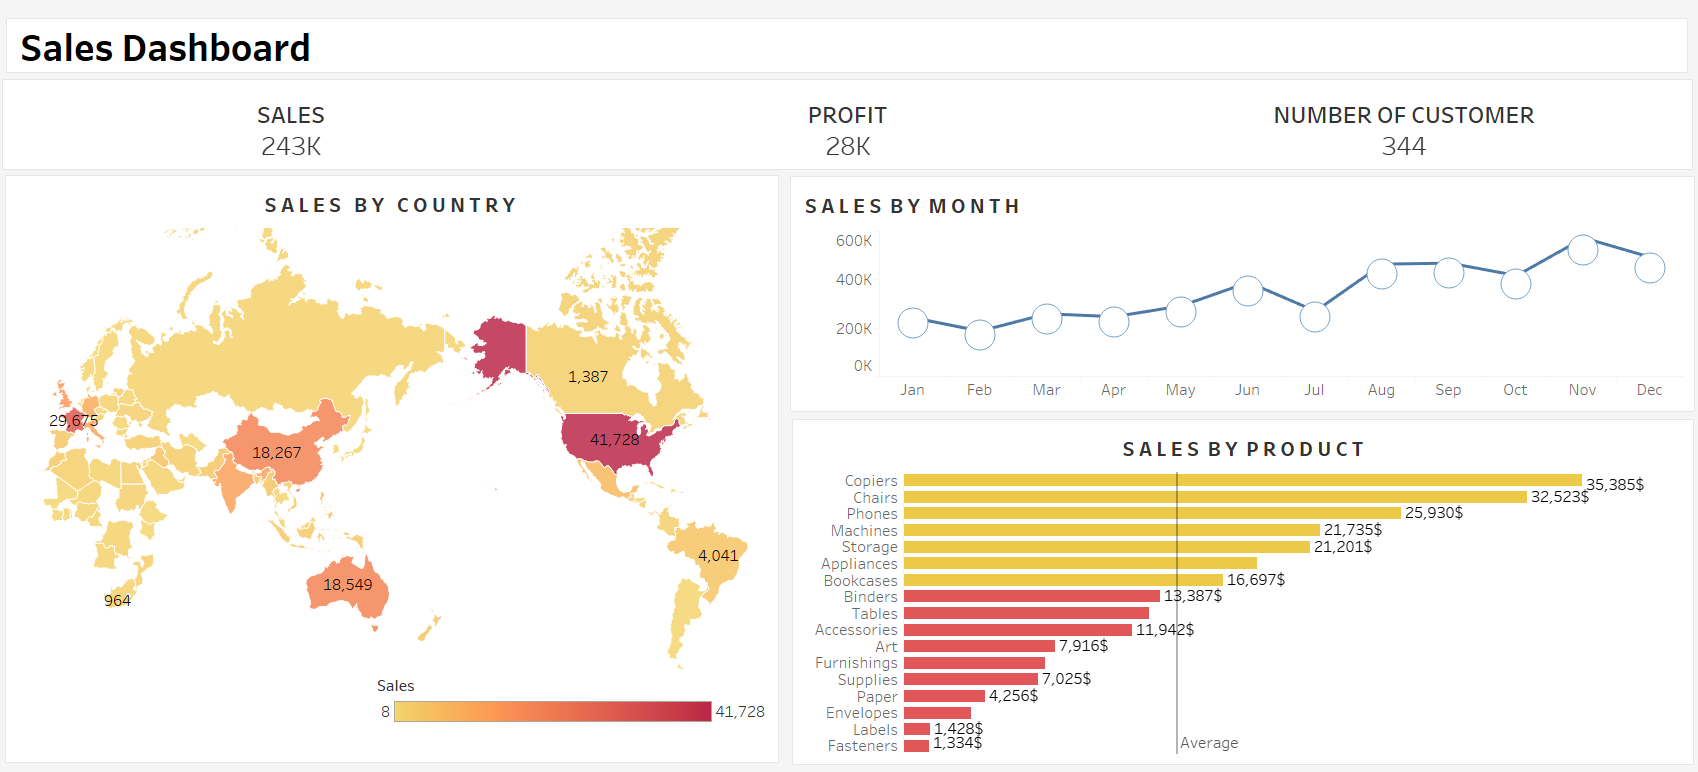 Sales Dashboard
SALES
243K
PROFIT
28K
NUMBER OF CUSTOMER
344
SALES BY COUNTRY
1,387
29,675
41,728
18,267
4,041
18,549
964
Sales
8
41,728
SALES BY MONTH
600K
400K
200K
0K
Jan Feb Mar Apr May Jun Jul Aug Sep Oct Nov Dec
SALES BY PRODUCT
Copiers 35,385$
Chairs 32,523$
Phones 25,930$
Machines 21,735$
Storage 21,201$
Appliances
Bookcases 16,697$
Binders 13,387$
Tables
Accessories 11,942$
Art 7,916$
Furnishings
Supplies 7,025$
Paper 4,256$
Envelopes
Labels 1,428$
Fasteners 1,334$
Average